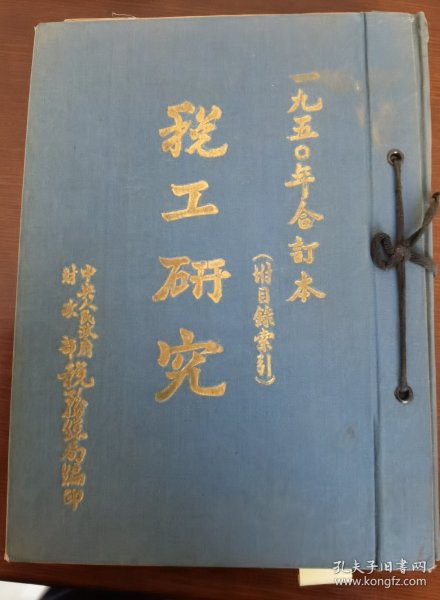 一九五〇年合訂本
(附目錄索引)
税工研究
中央人民政府
財政部税務總局編印
孔夫子旧书网
www.kongfz.com